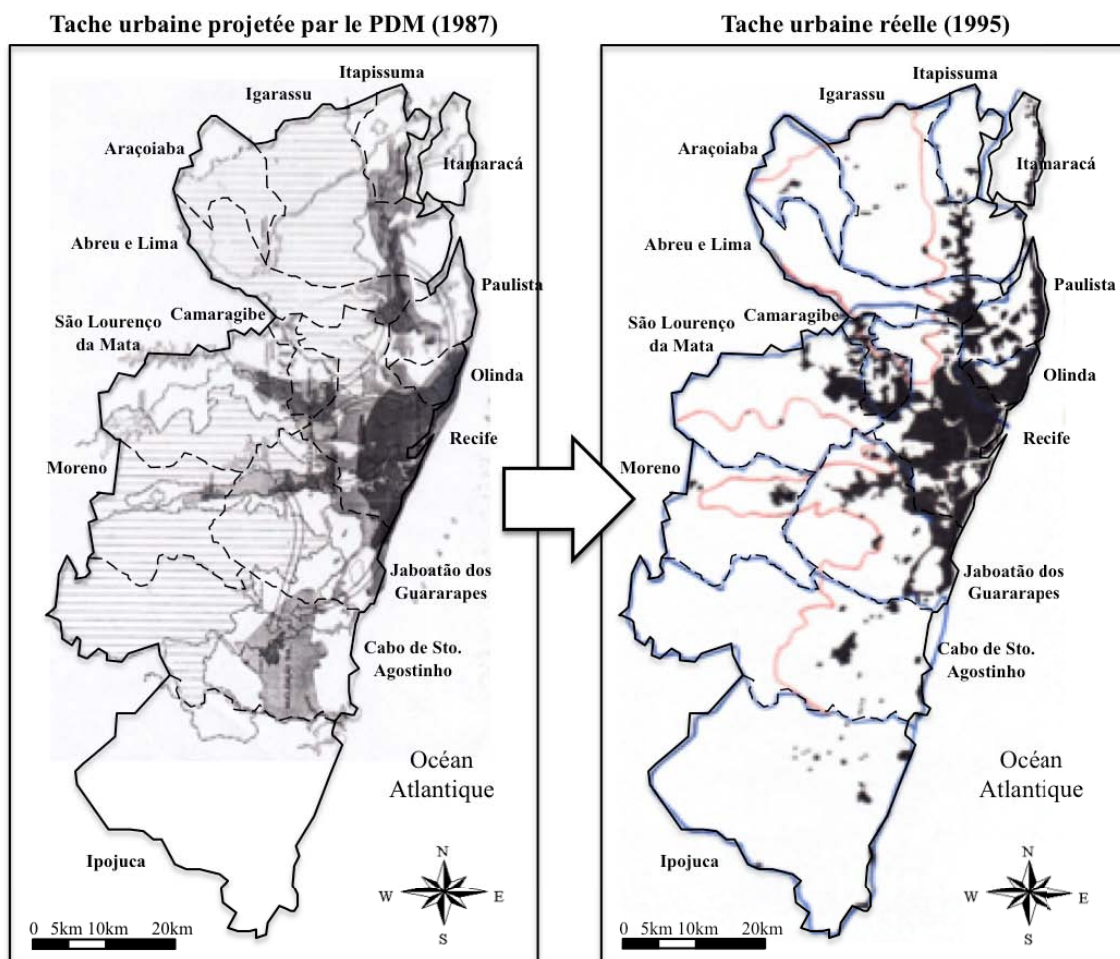 Tache urbaine projetée par le PDM (1987)
Itapissuma
Igarassu
Araçoiaba
Itamaracá
Abreu e Lima
Paulista
Camaragibe
São Lourenço
da Mata
Olinda
Recife
Moreno
Jaboatão dos
Guararapes
Cabo de Sto.
Agostinho
Océan
Atlantique
Ipojuca
N
W
E
S
0 5km 10km 20km
Tache urbaine réelle (1995)
Itapissuma
Igarassu
Araçoiaba
Itamaracá
Abreu e Lima
Paulista
Camaragibe
São Lourenço
da Mata
Olinda
Recife
Moreno
Jaboatão dos
Guararapes
Cabo de Sto.
Agostinho
Océan
Atlantique
Ipojuca
N
W
E
S
0 5km 10km 20km